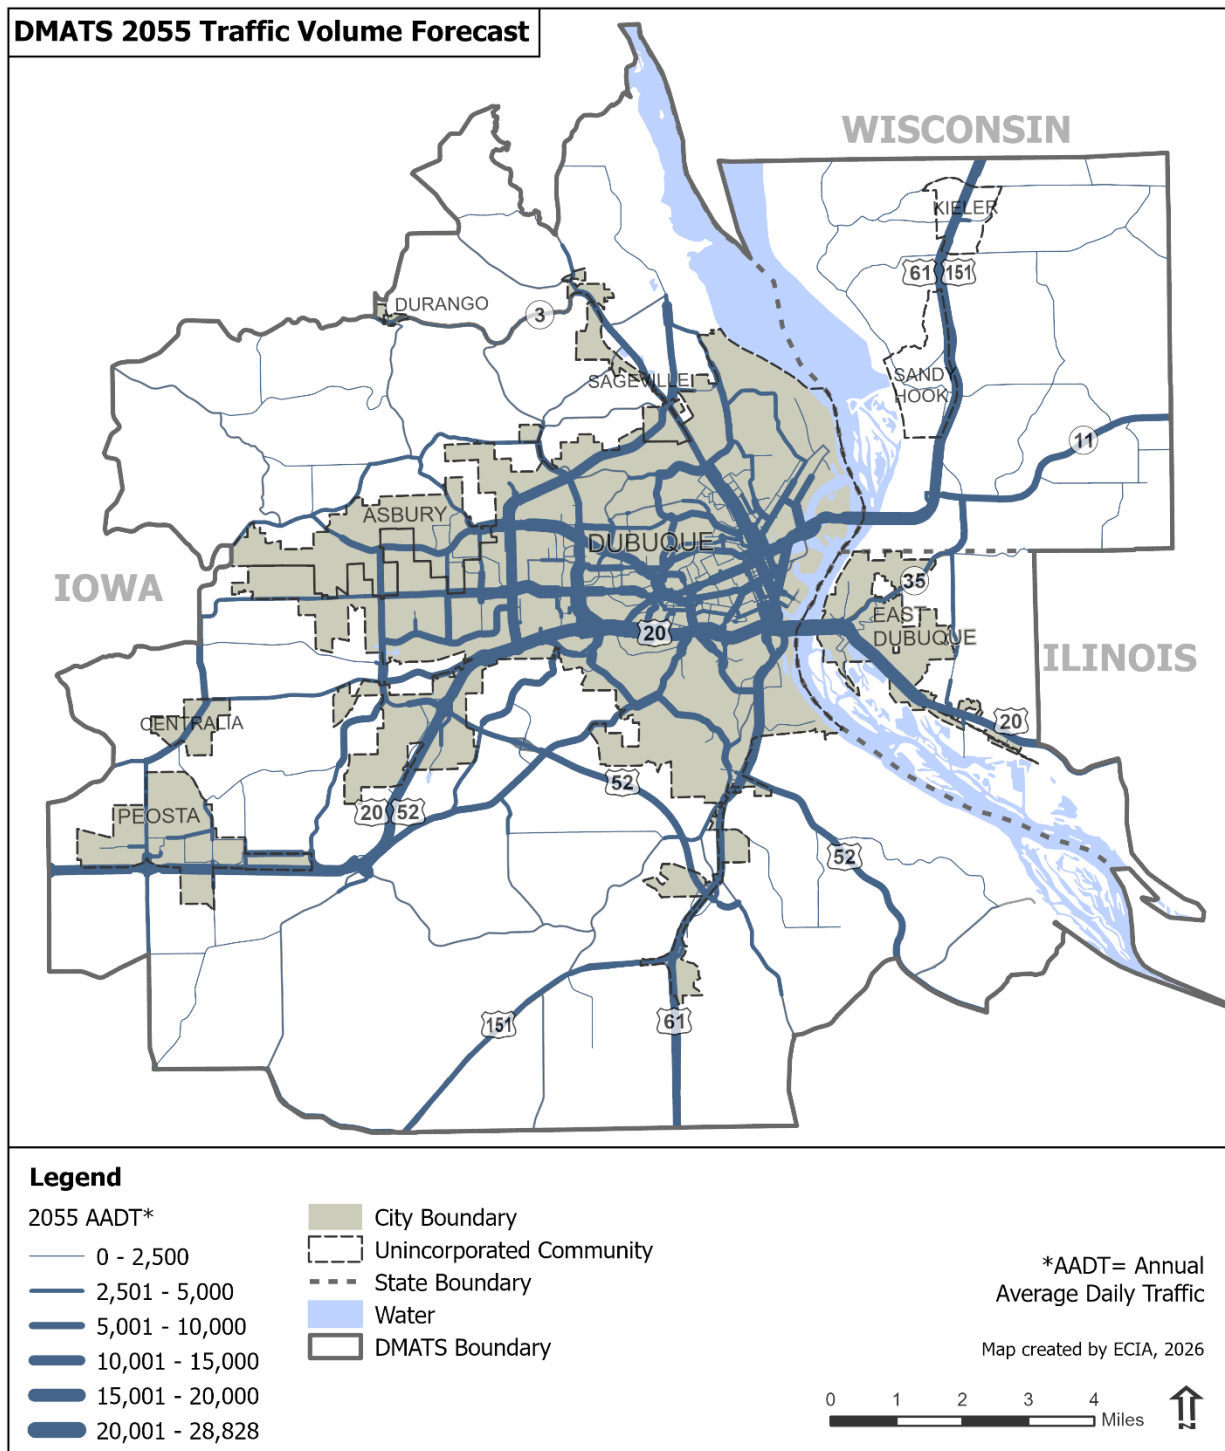 DMATS 2055 Traffic Volume Forecast
WISCONSIN
KIELER
61 151
DURANGO
3
SAGEVILLE
SANDY
HOOK
11
ASBURY
DUBUQUE
IOWA
35
EAST
DUBUQUE
20
ILINOIS
CENTRALIA
20
52
PEOSTA
20 52
52
151
61
Legend
2055 AADT*
0 - 2,500
2,501 - 5,000
5,001 - 10,000
10,001 - 15,000
15,001 - 20,000
20,001 - 28,828
City Boundary
Unincorporated Community
State Boundary
Water
DMATS Boundary
*AADT= Annual
Average Daily Traffic
Map created by ECIA, 2026
0 1 2 3 4
Miles
N